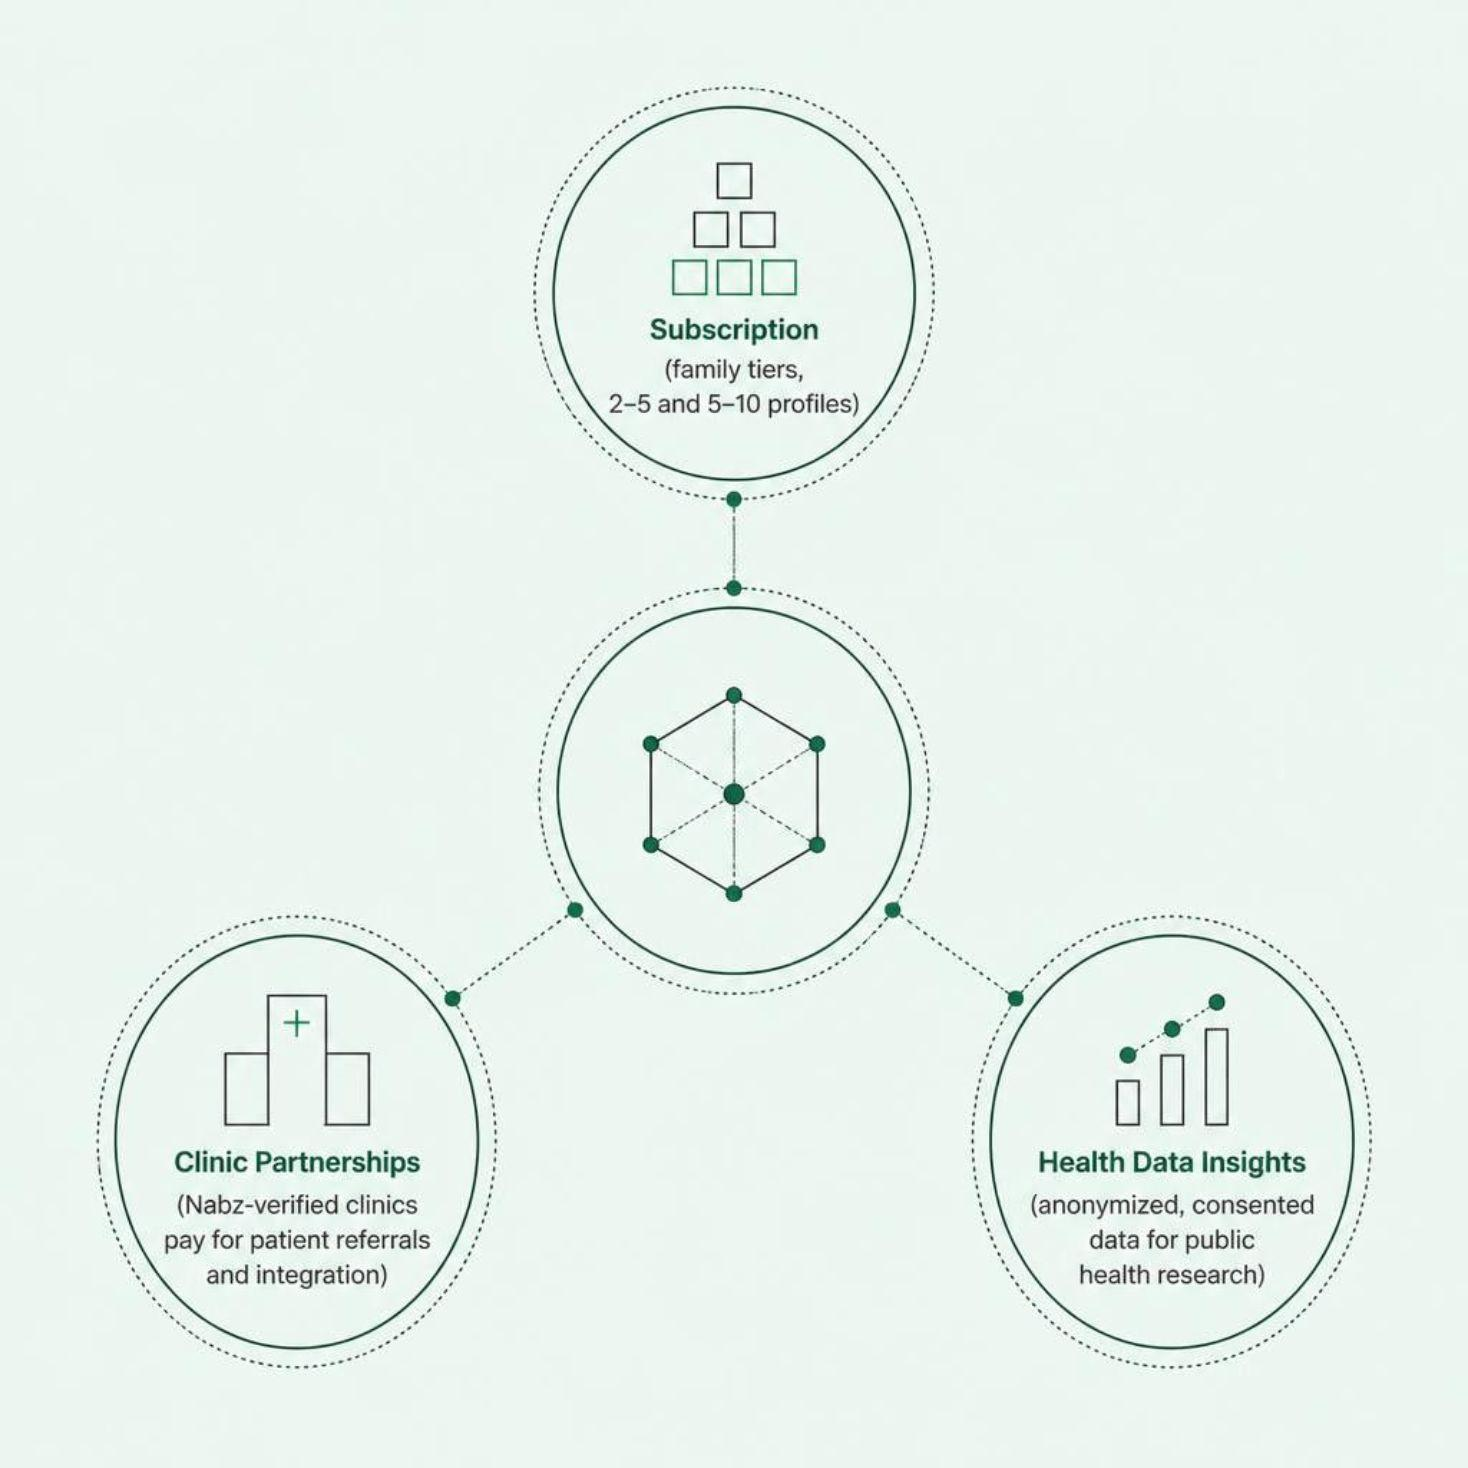 Subscription
(family tiers,
2–5 and 5–10 profiles)
Clinic Partnerships
(Nabz-verified clinics
pay for patient referrals
and integration)
Health Data Insights
(anonymized, consented
data for public
health research)